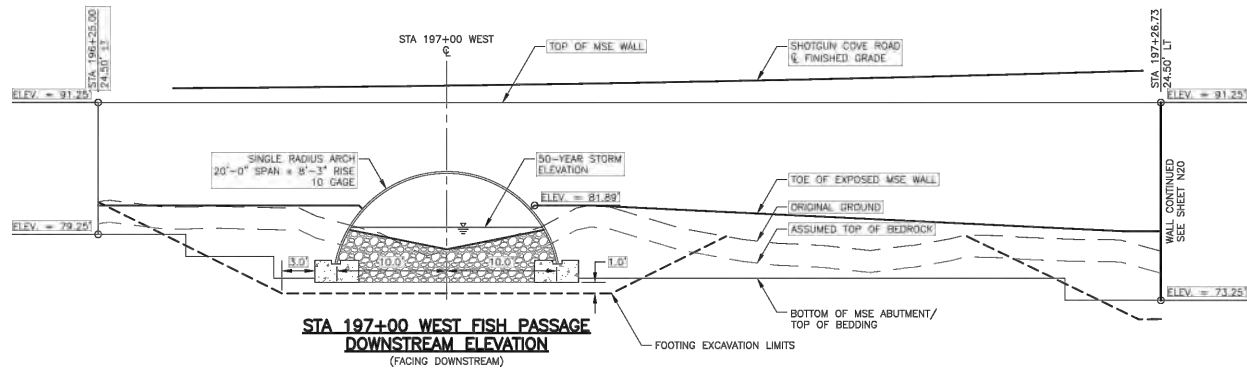 STA 196+25.00
24.50' LT
STA 197+00 WEST
℄
TOP OF MSE WALL
SHOTGUN COVE ROAD
℄ FINISHED GRADE
STA 197+26.73
24.50' LT
ELEV. = 91.25'
ELEV. = 91.25'
SINGLE RADIUS ARCH
20'-0" SPAN x 8'-3" RISE
10 GAGE
50-YEAR STORM
ELEVATION
ELEV. = 81.89'
TOE OF EXPOSED MSE WALL
ORIGINAL GROUND
ASSUMED TOP OF BEDROCK
WALL CONTINUED
SEE SHEET N20
ELEV. = 79.25'
3.0'
10.0'
10.0'
1.0'
ELEV. = 73.25'
BOTTOM OF MSE ABUTMENT/
TOP OF BEDDING
FOOTING EXCAVATION LIMITS
STA 197+00 WEST FISH PASSAGE
DOWNSTREAM ELEVATION
(FACING DOWNSTREAM)